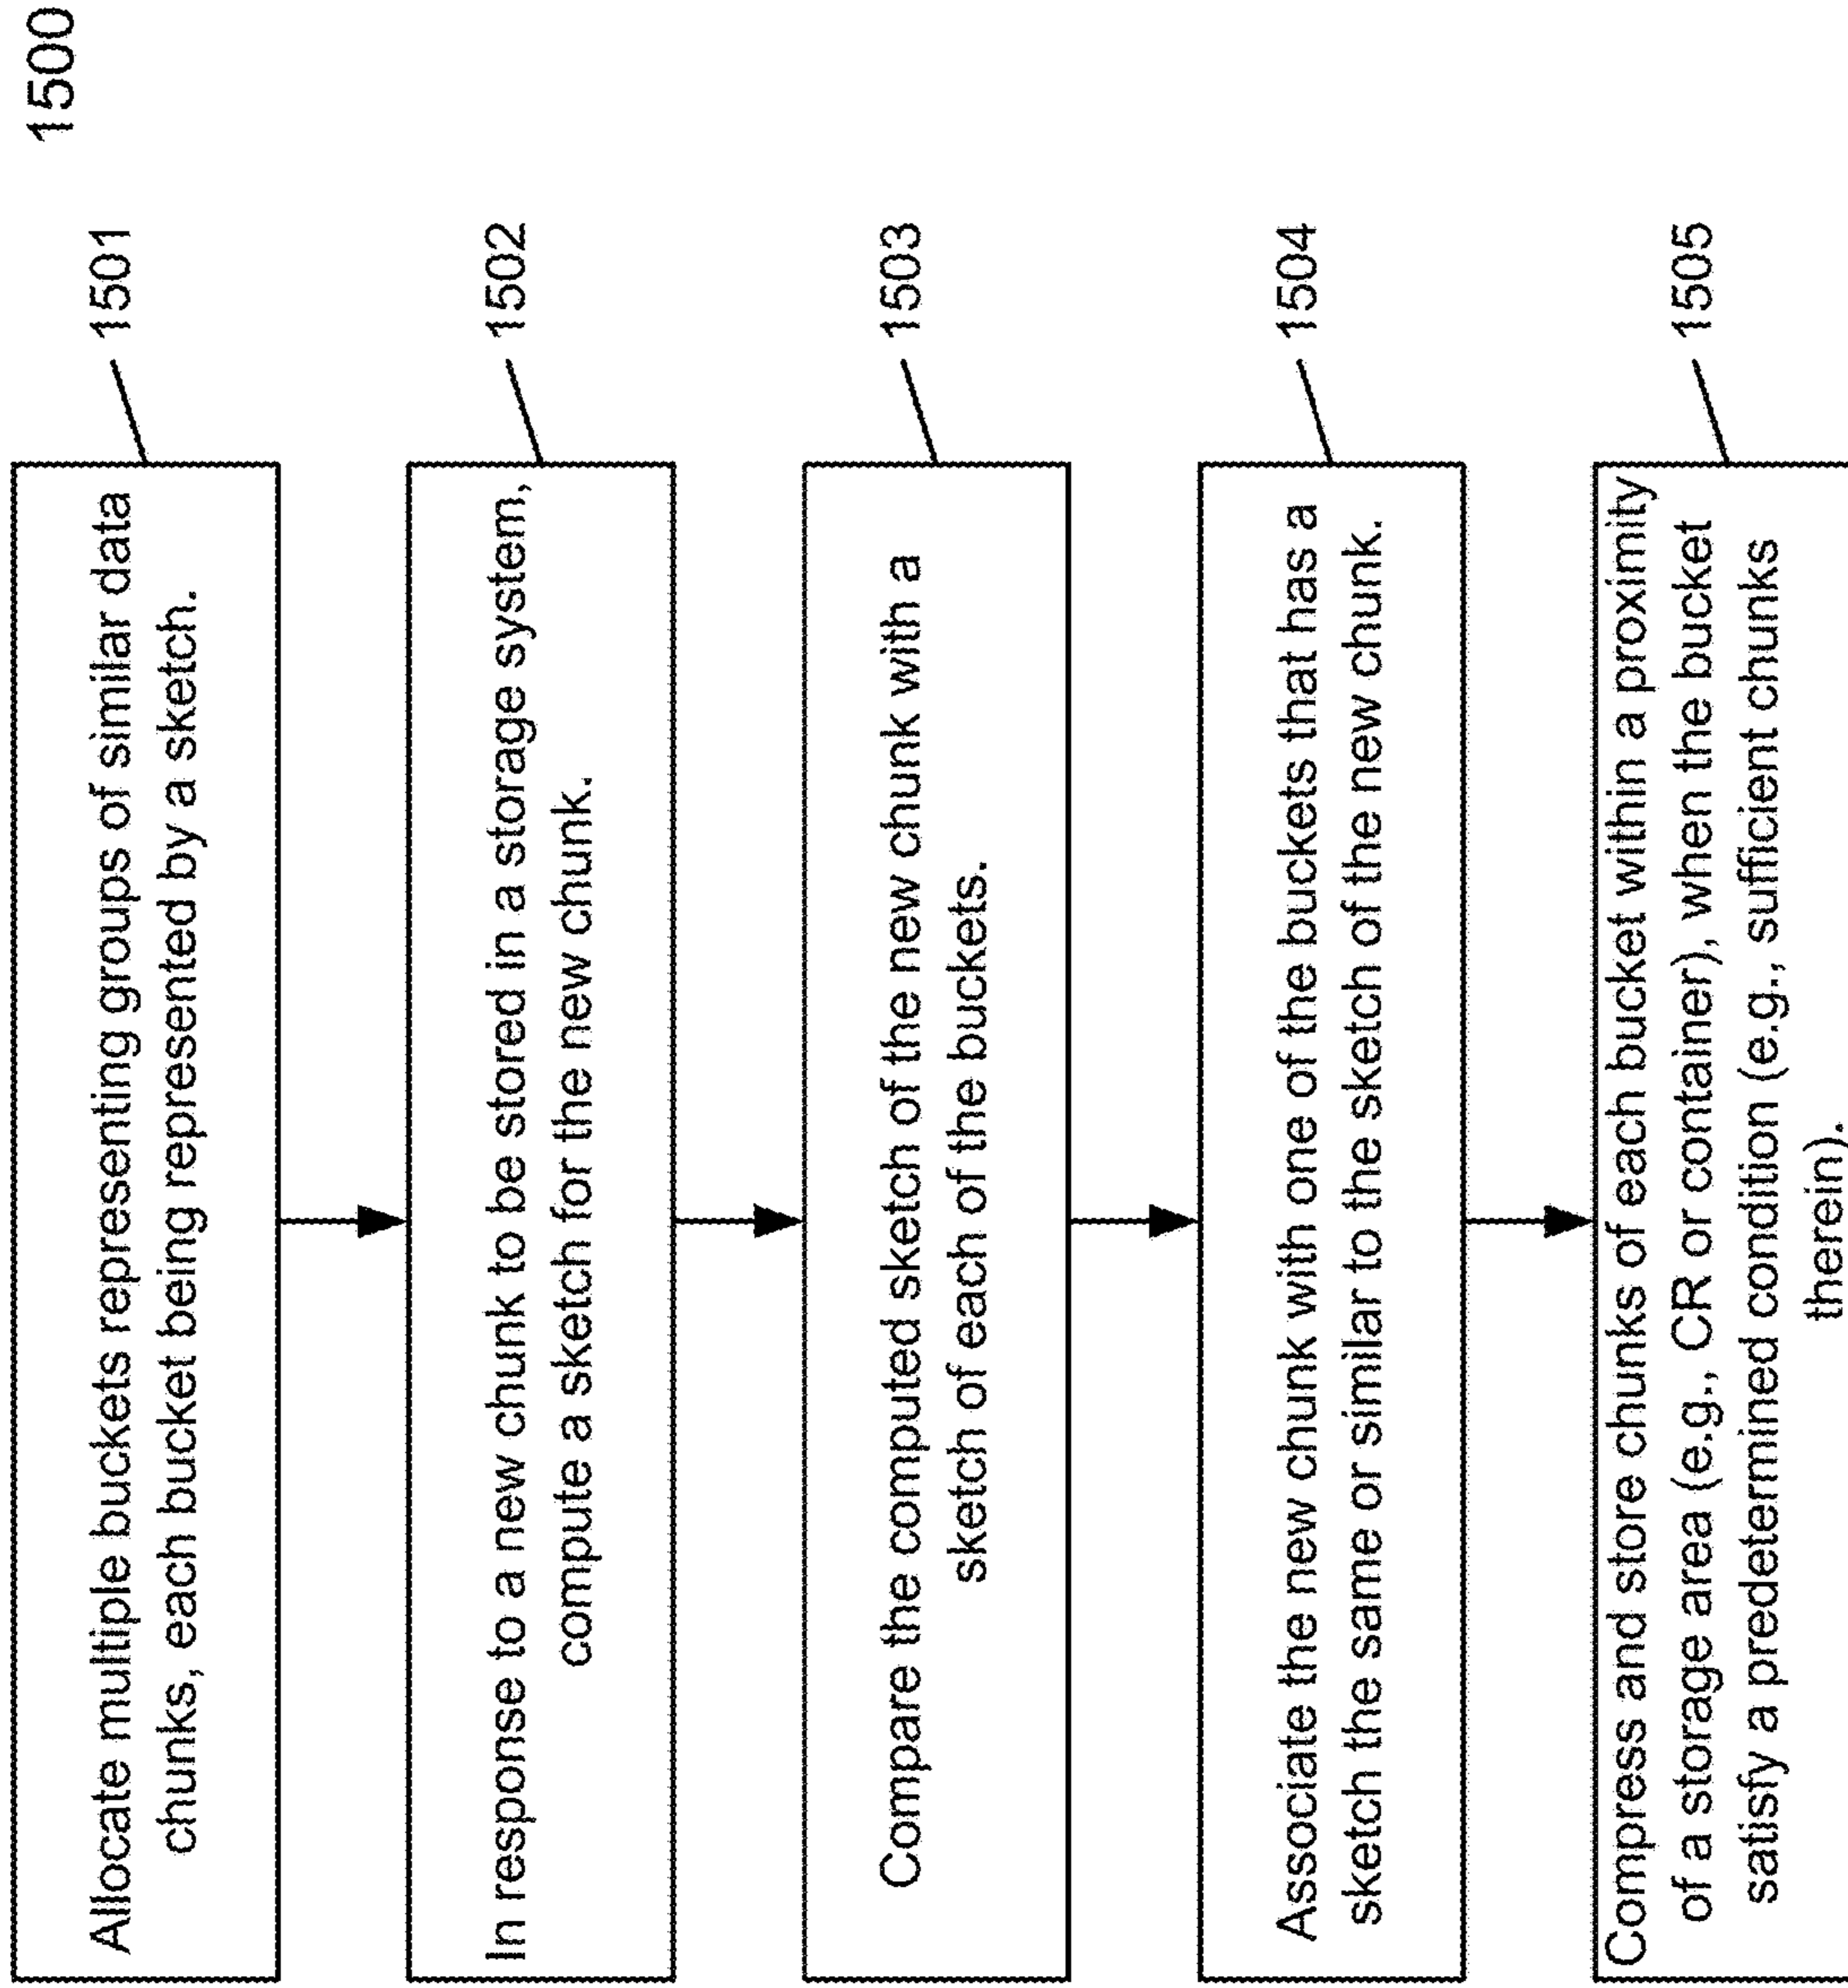 1500
Allocate multiple buckets representing groups of similar data
chunks, each bucket being represented by a sketch.
1501
In response to a new chunk to be stored in a storage system,
compute a sketch for the new chunk.
1502
Compare the computed sketch of the new chunk with a
sketch of each of the buckets.
1503
Associate the new chunk with one of the buckets that has a
sketch the same or similar to the sketch of the new chunk.
1504
Compress and store chunks of each bucket within a proximity
of a storage area (e.g., CR or container), when the bucket
satisfy a predetermined condition (e.g., sufficient chunks
therein).
1505